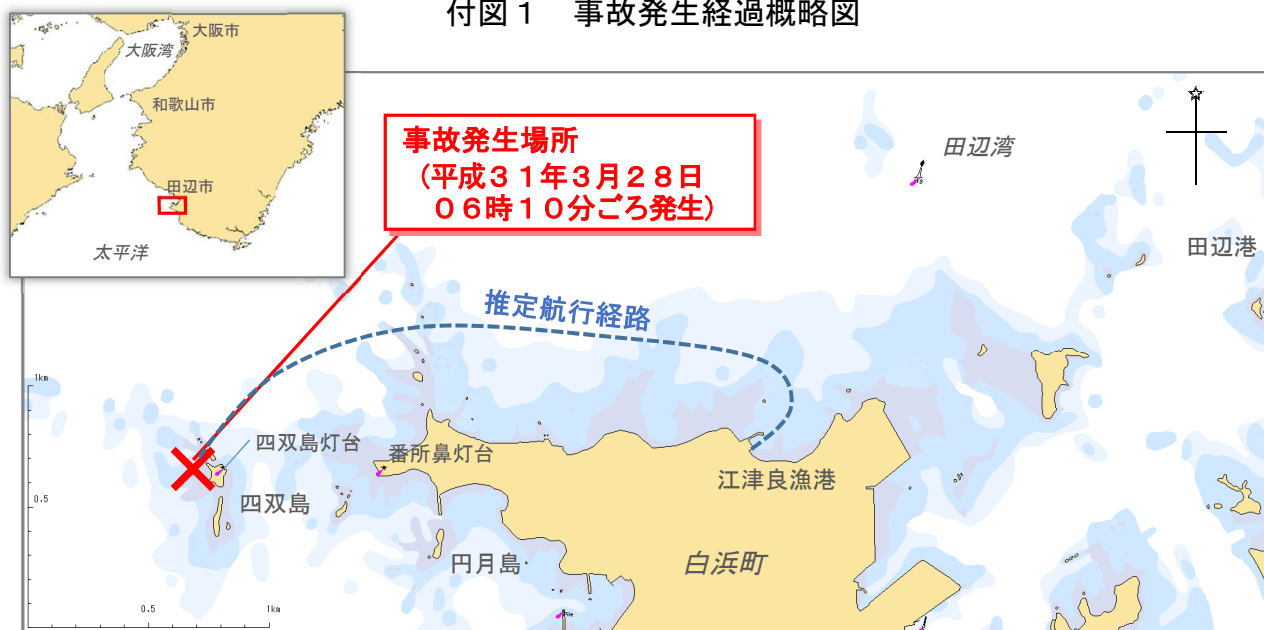 付図1　事故発生経過概略図
大阪市
大阪湾
和歌山市
田辺市
太平洋
事故発生場所
（平成３１年３月２８日
０６時１０分ごろ発生）
田辺湾
田辺港
推定航行経路
1km
四双島灯台
番所鼻灯台
江津良漁港
0.5
四双島
円月島
白浜町
0.5
1km